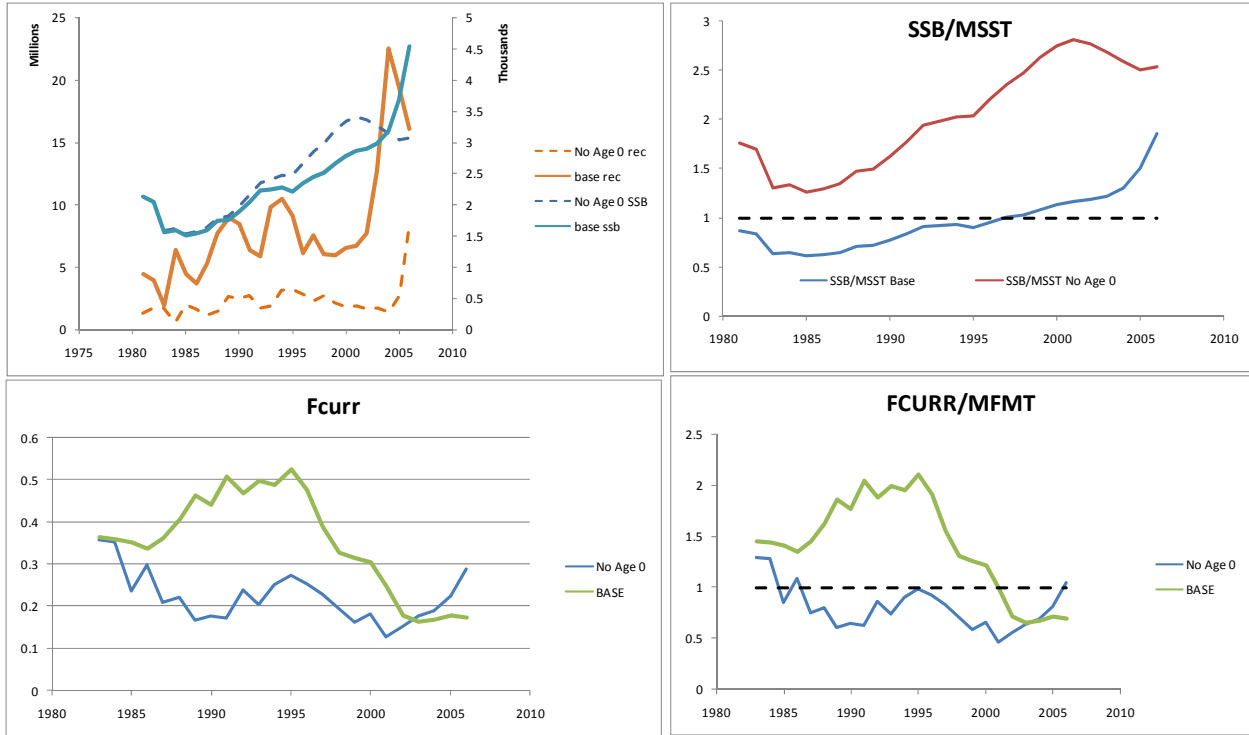 Millions
Thousands
25
20
15
10
5
0
5
4.5
4
3.5
3
2.5
2
1.5
1
0.5
0
1975 1980 1985 1990 1995 2000 2005 2010
No Age 0 rec
base rec
No Age 0 SSB
base ssb
SSB/MSST
3
2.5
2
1.5
1
0.5
0
SSB/MSST Base
SSB/MSST No Age 0
1980 1985 1990 1995 2000 2005 2010
Fcurr
0.6
0.5
0.4
0.3
0.2
0.1
0
1980 1985 1990 1995 2000 2005 2010
No Age 0
BASE
FCURR/MFMT
2.5
2
1.5
1
0.5
0
1980 1985 1990 1995 2000 2005 2010
No Age 0
BASE